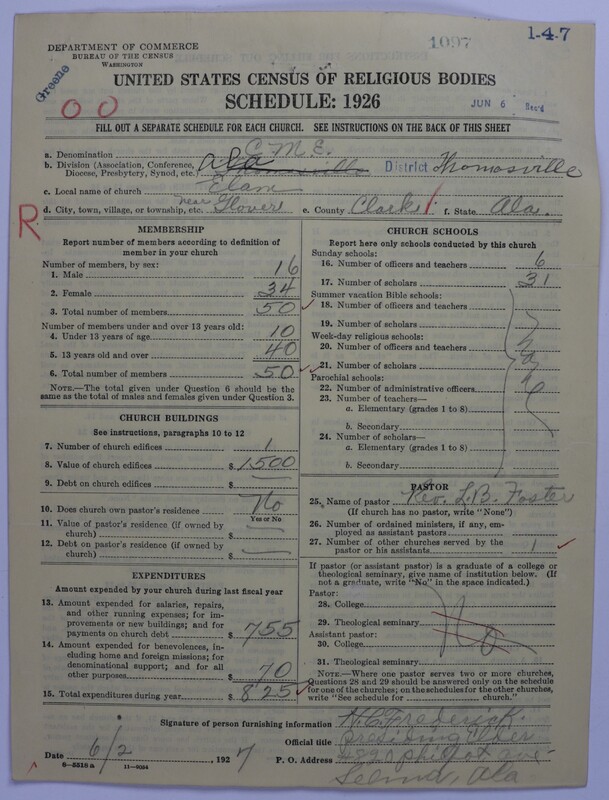 DEPARTMENT OF COMMERCE
BUREAU OF THE CENSUS
WASHINGTON
Greene
1097
1-4-7
UNITED STATES CENSUS OF RELIGIOUS BODIES
SCHEDULE: 1926
JUN 6 Recd
OO
FILL OUT A SEPARATE SCHEDULE FOR EACH CHURCH. SEE INSTRUCTIONS ON THE BACK OF THIS SHEET
a. Denomination C.M.E.
b. Division (Association, Conference, Diocese, Presbytery, Synod, etc.) Ala Thomasville District Thomasville
c. Local name of church Elam
d. City, town, village, or township, etc. near Glover e. County Clarke f. State Ala.
R
MEMBERSHIP
Report number of members according to definition of
member in your church
Number of members, by sex:
1. Male 16
2. Female 34
3. Total number of members 50
Number of members under and over 13 years old:
4. Under 13 years of age 10
5. 13 years old and over 40
6. Total number of members 50
NOTE.—The total given under Question 6 should be
same as the total of males and females given under Question 3.
CHURCH BUILDINGS
See instructions, paragraphs 10 to 12
7. Number of church edifices 1
8. Value of church edifices $1500
9. Debt on church edifices $
10. Does church own pastor's residence? No
Yes or No
11. Value of pastor's residence (if owned by
church) $
12. Debt on pastor's residence (if owned by
church) $
EXPENDITURES
Amount expended by your church during last fiscal year
13. Amount expended for salaries, repairs,
and other running expenses; for im-
provements or new buildings; and for
payments on church debt $755
14. Amount expended for benevolences, in-
cluding home and foreign missions; for
denominational support; and for all
other purposes $70
15. Total expenditures during year $825
CHURCH SCHOOLS
Report here only schools conducted by this church
Sunday schools:
16. Number of officers and teachers 6
17. Number of scholars 31
Summer vacation Bible schools:
18. Number of officers and teachers
19. Number of scholars
Week-day religious schools:
20. Number of officers and teachers
21. Number of scholars
Parochial schools:
22. Number of administrative officers
23. Number of teachers—
a. Elementary (grades 1 to 8)
b. Secondary
24. Number of scholars—
a. Elementary (grades 1 to 8)
b. Secondary
PASTOR
25. Name of pastor Rev. L.B. Foster
(If church has no pastor, write "None")
26. Number of ordained ministers, if any, em-
ployed as assistant pastors
27. Number of other churches served by the
pastor or his assistants 1
If pastor (or assistant pastor) is a graduate of a college or
theological seminary, give name of institution below. (If
not a graduate, write "No" in the space indicated.)
Pastor:
28. College
29. Theological seminary No
Assistant pastor:
30. College
31. Theological seminary
NOTE.—Where one pastor serves two or more churches,
Questions 28 and 29 should be answered only on the schedule
for one of the churches; on the schedules for the other churches,
write "See schedule for church."
Signature of person furnishing information H.C. Frederick
Official title Presiding Elder
Date 6/2, 1927 P. O. Address Philpot ave
Selma, Ala
8—5518 a 11—9034